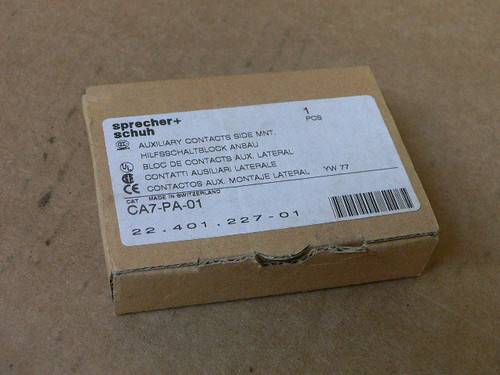 sprecher+
schuh
1
PCS
AUXILIARY CONTACTS SIDE MNT.
HILFSSCHALTBLOCK ANBAU
BLOC DE CONTACTS AUX. LATERAL
CONTATTI AUSILIARI LATERALE
CONTACTOS AUX. MONTAJE LATERAL YW 77
CAT MADE IN SWITZERLAND
CA7-PA-01
22.401.227-01